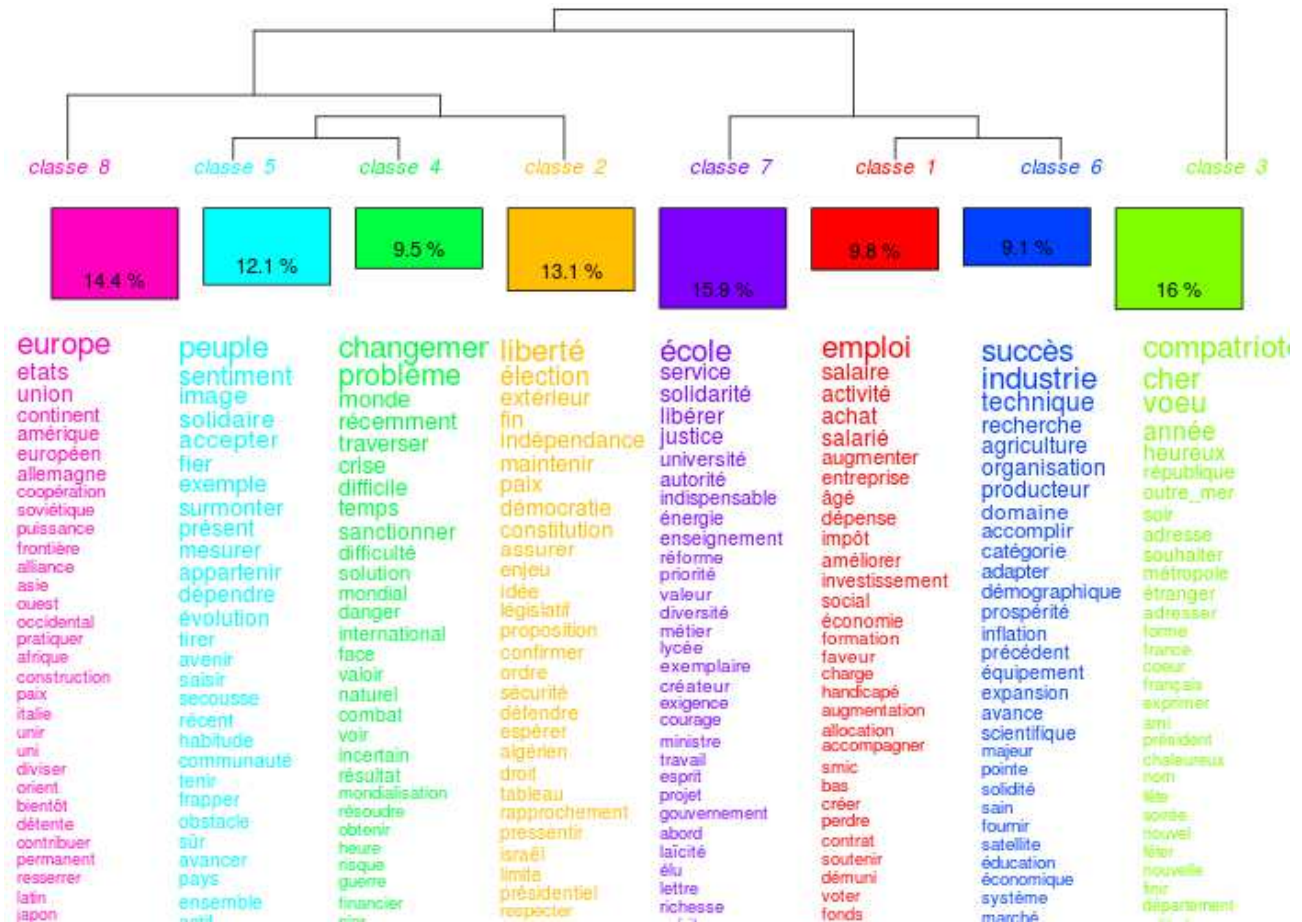 classe 8
classe 5
classe 4
classe 2
classe 7
classe 1
classe 6
classe 3
14.4 %
12.1 %
9.5 %
13.1 %
15.9 %
9.8 %
9.1 %
16 %
europe
etats
union
continent
amérique
européen
allemagne
coopération
soviétique
puissance
frontière
alliance
asie
ouest
occidental
pratiquer
afrique
construction
paix
italie
unir
uni
diviser
orient
bientôt
détente
contribuer
permanent
resserrer
latin
japon
peuple
sentiment
image
solidaire
accepter
fier
exemple
surmonter
présent
mesurer
appartenir
dépendre
évolution
tirer
avenir
saisir
secousse
récent
habitude
communauté
tenir
frapper
obstacle
sûr
avancer
pays
ensemble
changemer
problème
monde
récemment
traverser
crise
difficile
temps
sanctionner
difficulté
solution
mondial
danger
international
face
valoir
naturel
combat
voir
incertain
résultat
mondialisation
résoudre
obtenir
heure
risque
guerre
financier
liberté
élection
extérieur
fin
indépendance
maintenir
paix
démocratie
constitution
assurer
enjeu
idée
législatif
proposition
confirmer
ordre
sécurité
défendre
espérer
algérien
droit
tableau
rapprochement
pressentir
israël
limite
présidentiel
respecter
école
service
solidarité
libérer
justice
université
autorité
indispensable
énergie
enseignement
réforme
priorité
valeur
diversité
métier
lycée
exemplaire
créateur
exigence
courage
ministre
travail
esprit
projet
gouvernement
abord
laïcité
élu
lettre
richesse
emploi
salaire
activité
achat
salarié
augmenter
entreprise
âgé
dépense
impôt
améliorer
investissement
social
économie
formation
faveur
charge
handicapé
augmentation
allocation
accompagner
smic
bas
créer
perdre
contrat
soutenir
démuni
voter
fonds
succès
industrie
technique
recherche
agriculture
organisation
producteur
domaine
accomplir
catégorie
adapter
démographique
prospérité
inflation
précédent
équipement
expansion
avance
scientifique
majeur
pointe
solidité
sain
fournir
satellite
éducation
économique
système
marché
compatriote
cher
voeu
année
heureux
république
outre_mer
soir
adresse
souhaiter
métropole
étranger
adresser
forme
france
coeur
français
exprimer
ami
président
chaleureux
nom
fête
soirée
nouvel
fêter
nouvelle
finir
département